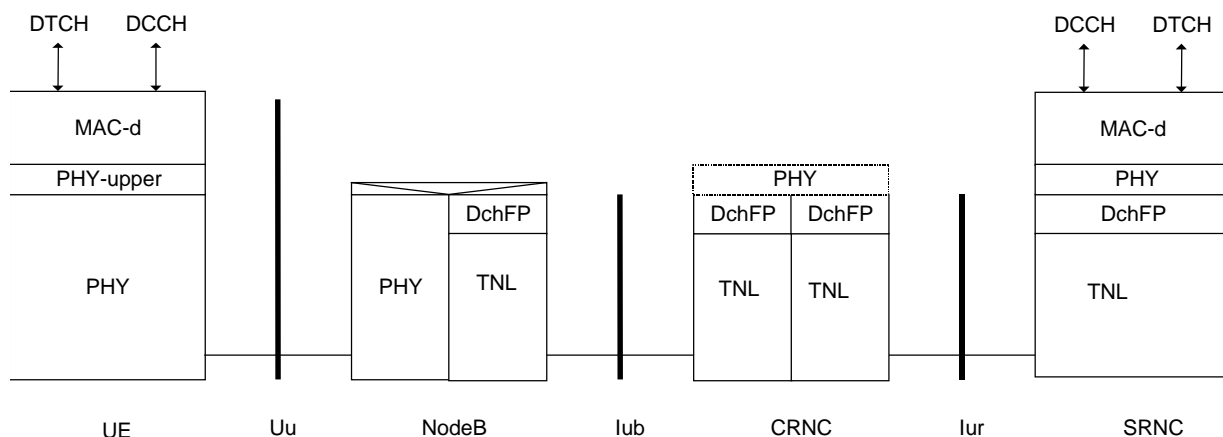 DTCH DCCH DCCH DTCH
MAC-d MAC-d
PHY-upper PHY PHY
DchFP DchFP DchFP DchFP
PHY PHY TNL TNL TNL TNL
UE Uu NodeB Iub CRNC Iur SRNC